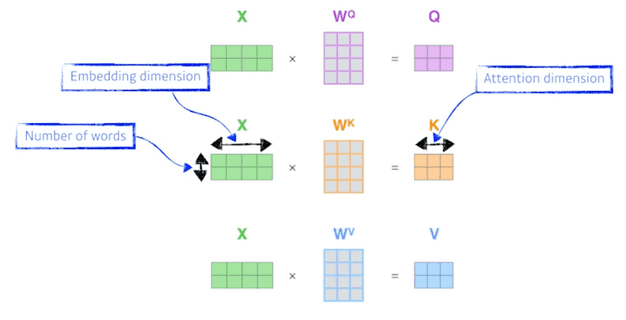 X W^Q Q
× =
Embedding dimension
Attention dimension
Number of words
X W^K K
× =
X W^V V
× =